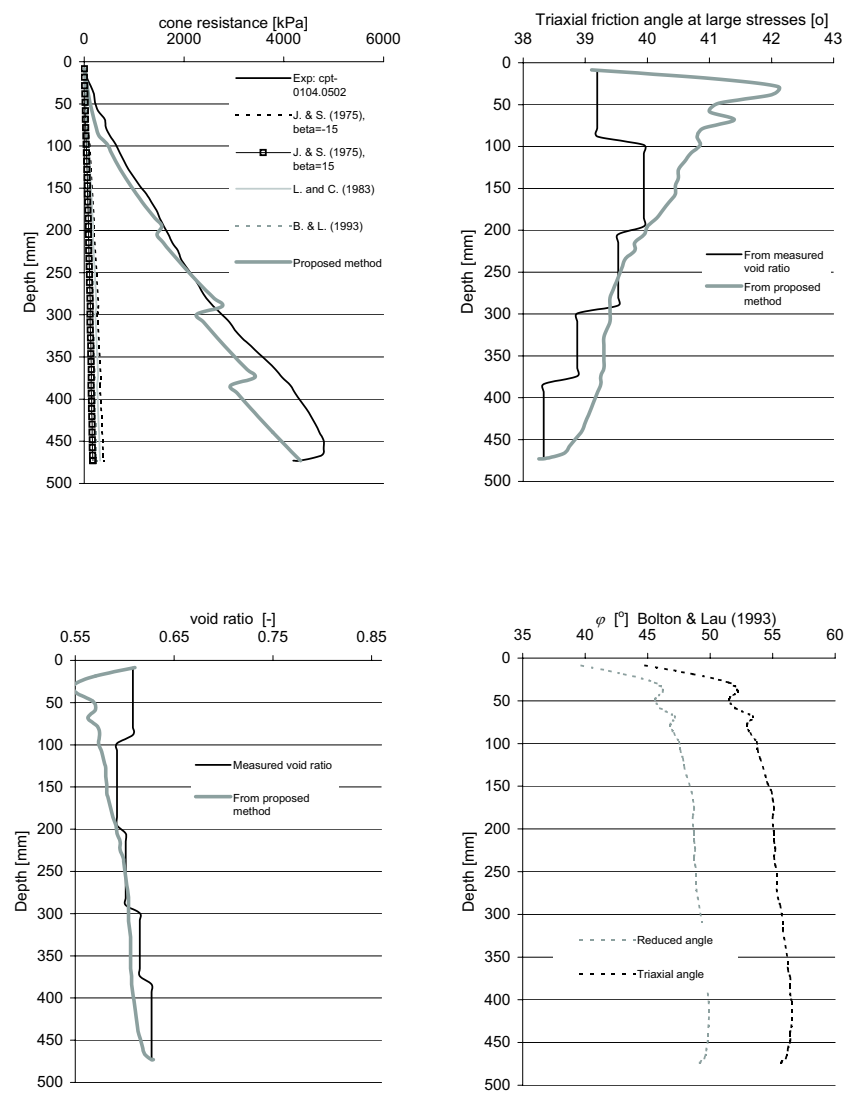 cone resistance [kPa]
0 2000 4000 6000
0
50
100
150
200
250
300
350
400
450
500
Depth [mm]
Exp: cpt-
0104.0502
J. & S. (1975),
beta=-15
J. & S. (1975),
beta=15
L. and C. (1983)
B. & L. (1993)
Proposed method
Triaxial friction angle at large stresses [o]
38 39 40 41 42 43
0
50
100
150
200
250
300
350
400
450
500
Depth [mm]
From measured
void ratio
From proposed
method
void ratio [-]
0.55 0.65 0.75 0.85
0
50
100
150
200
250
300
350
400
450
500
Depth [mm]
Measured void ratio
From proposed
method
φ [o] Bolton & Lau (1993)
35 40 45 50 55 60
0
50
100
150
200
250
300
350
400
450
500
Depth [mm]
Reduced angle
Triaxial angle